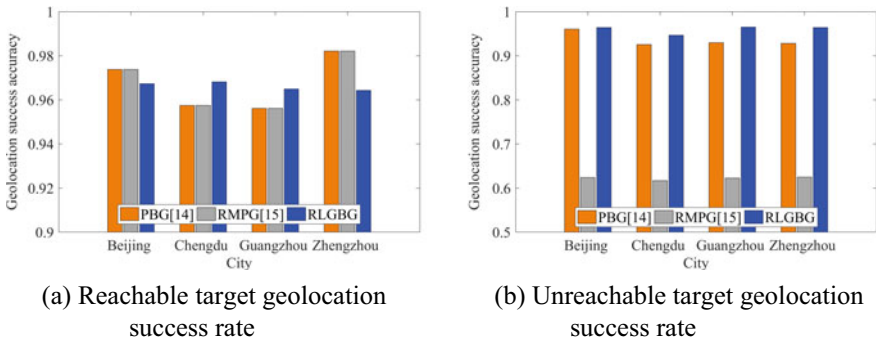 Geolocation success accuracy
1
0.98
0.96
0.94
0.92
0.9
PBG[14] RMPG[15] RLGBG
Beijing Chengdu Guangzhou Zhengzhou
City
(a) Reachable target geolocation
success rate
Geolocation success accuracy
1
0.9
0.8
0.7
0.6
0.5
PBG[14] RMPG[15] RLGBG
Beijing Chengdu Guangzhou Zhengzhou
City
(b) Unreachable target geolocation
success rate